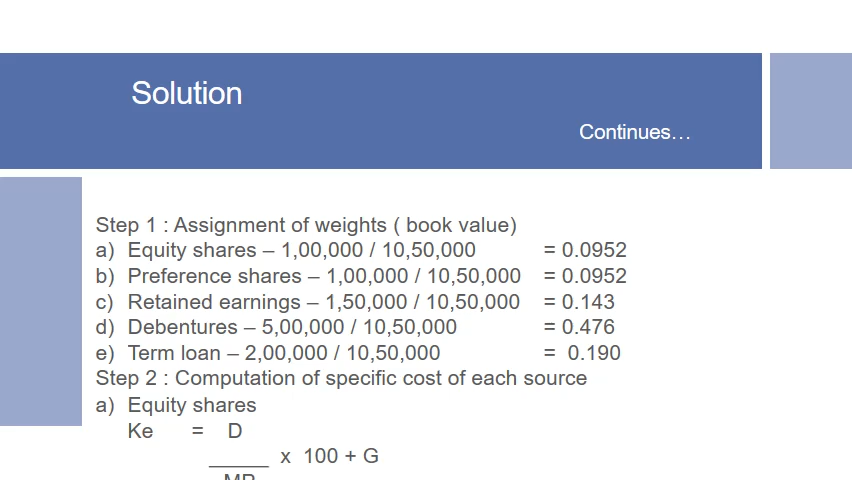 Solution
Continues…
Step 1 : Assignment of weights ( book value)
a) Equity shares – 1,00,000 / 10,50,000 = 0.0952
b) Preference shares – 1,00,000 / 10,50,000 = 0.0952
c) Retained earnings – 1,50,000 / 10,50,000 = 0.143
d) Debentures – 5,00,000 / 10,50,000 = 0.476
e) Term loan – 2,00,000 / 10,50,000 = 0.190
Step 2 : Computation of specific cost of each source
a) Equity shares
Ke = D
_____ x 100 + G